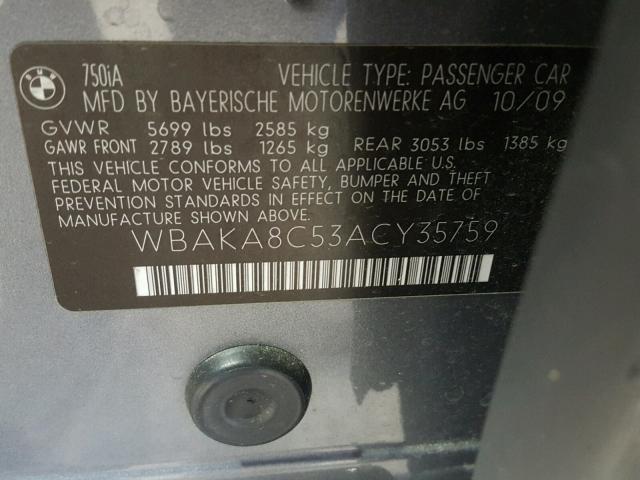 BMW
750iA VEHICLE TYPE: PASSENGER CAR
MFD BY BAYERISCHE MOTORENWERKE AG 10/09
GVWR 5699 lbs 2585 kg
GAWR FRONT 2789 lbs 1265 kg REAR 3053 lbs 1385 kg
THIS VEHICLE CONFORMS TO ALL APPLICABLE U.S.
FEDERAL MOTOR VEHICLE SAFETY, BUMPER AND THEFT
PREVENTION STANDARDS IN EFFECT ON THE DATE OF
MANUFACTURE SHOWN ABOVE.
WBAKA8C53ACY35759